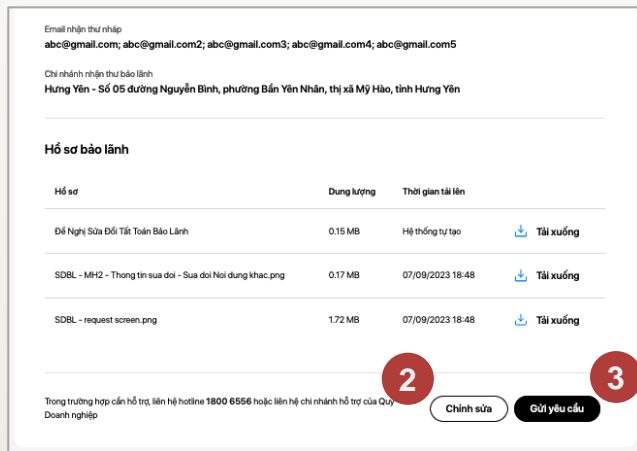 Email nhận thư nháp
abc@gmail.com; abc@gmail.com2; abc@gmail.com3; abc@gmail.com4; abc@gmail.com5
Chi nhánh nhận thư bảo lãnh
Hưng Yên - Số 05 đường Nguyễn Bình, phường Bần Yên Nhân, thị xã Mỹ Hào, tỉnh Hưng Yên
Hồ sơ bảo lãnh
Hồ sơ Dung lượng Thời gian tải lên
Đề Nghị Sửa Đổi Tất Toán Bảo Lãnh 0.15 MB Hệ thống tự tạo Tải xuống
SDBL - MH2 - Thong tin sua doi - Sua doi Noi dung khac.png 0.17 MB 07/09/2023 18:48 Tải xuống
SDBL - request screen.png 1.72 MB 07/09/2023 18:48 Tải xuống
2 3
Trong trường hợp cần hỗ trợ, liên hệ hotline 1800 6556 hoặc liên hệ chi nhánh hỗ trợ của Quý
Doanh nghiệp
Chỉnh sửa Gửi yêu cầu